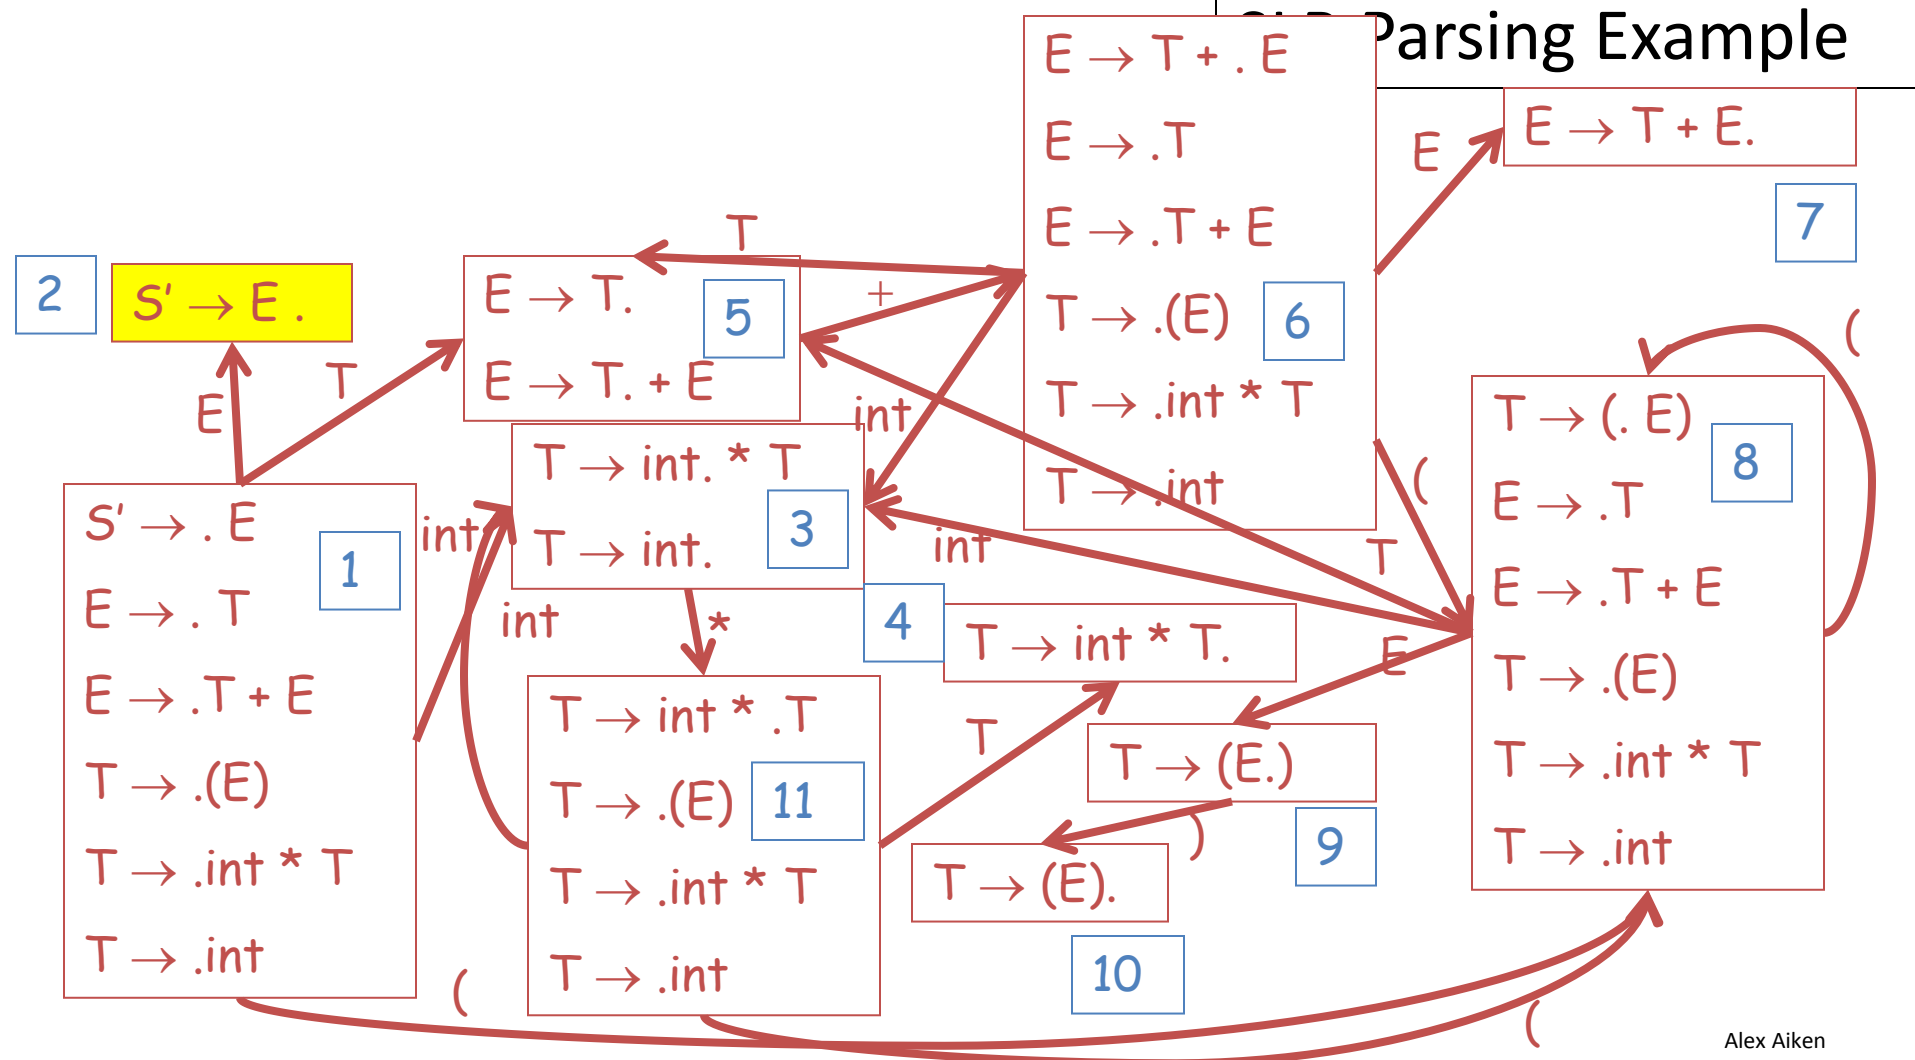 Parsing Example
E → T + . E
E → .T
E → .T + E
T → .(E)
T → .int * T
T → .int
6
E
E → T + E.
7
2
S' → E .
T
E → T.
E → T. + E
5
+
E
T
int
T → int. * T
T → int.
3
(
(
S' → . E
E → . T
E → .T + E
T → .(E)
T → .int * T
T → .int
1
int
int
*
int
T
T → (. E)
E → .T
E → .T + E
T → .(E)
T → .int * T
T → .int
8
4
T → int * T.
E
T → int * .T
T → .(E)
T → .int * T
T → .int
11
T
T → (E.)
9
)
T → (E).
10
(
(
Alex Aiken